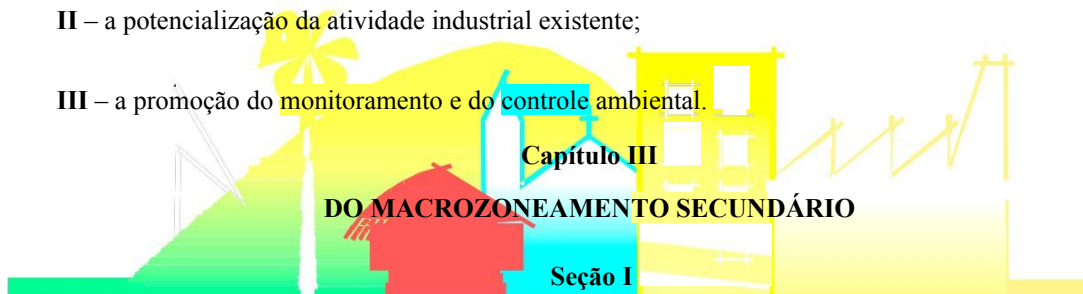 II – a potencialização da atividade industrial existente;
III – a promoção do monitoramento e do controle ambiental.
Capítulo III
DO MACROZONEAMENTO SECUNDÁRIO
Seção I